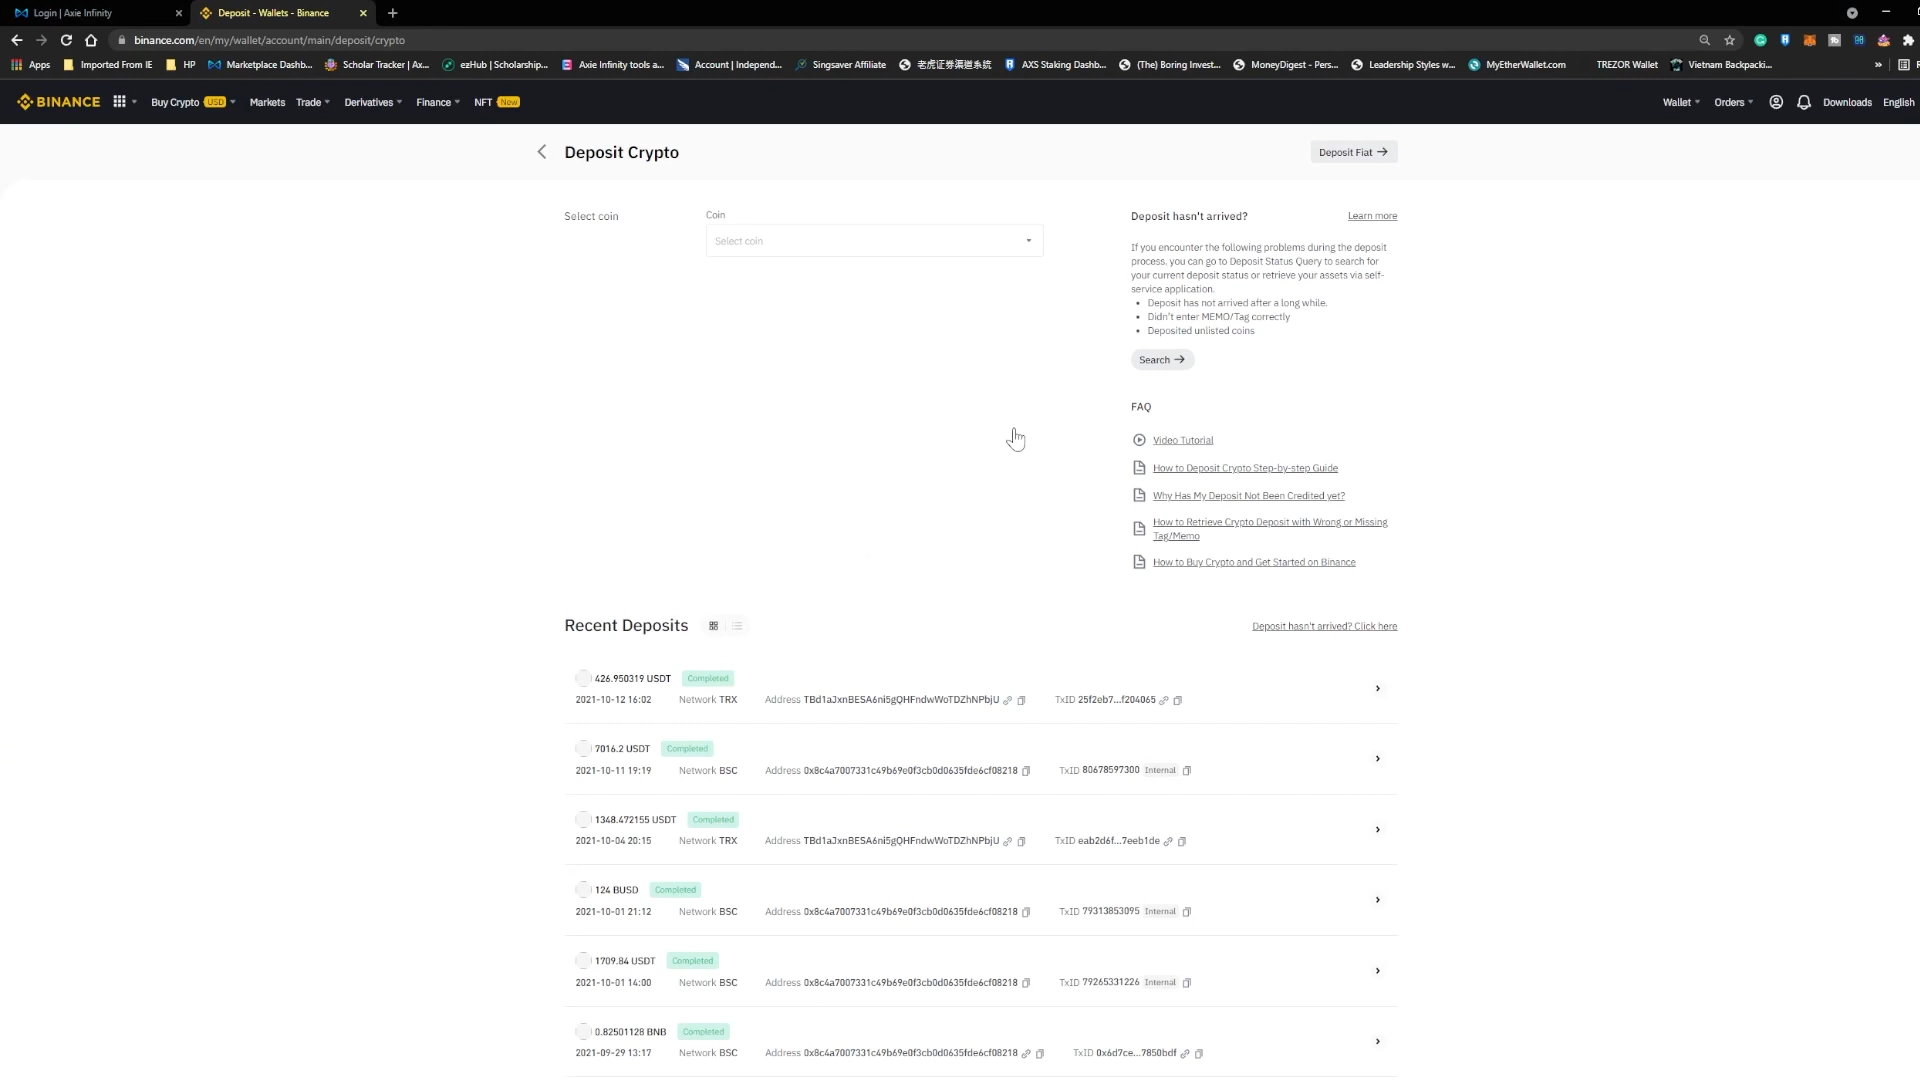 Login | Axie Infinity
Deposit - Wallets - Binance
binance.com/en/my/wallet/account/main/deposit/crypto
Apps Imported From IE HP Marketplace Dashb... Scholar Tracker | Ax... ezHub | Scholarship... Axie Infinity tools a... Account | Independ... Singsaver Affiliate 老虎证券渠道系統 AXS Staking Dashb... (The) Boring Invest... MoneyDigest - Pers... Leadership Styles w... MyEtherWallet.com TREZOR Wallet Vietnam Backpacki... »
BINANCE Buy Crypto USD Markets Trade Derivatives Finance NFT New Wallet Orders Downloads English
Deposit Crypto
Deposit Fiat →
Select coin
Coin
Select coin
Deposit hasn't arrived? Learn more
If you encounter the following problems during the deposit
process, you can go to Deposit Status Query to search for
your current deposit status or retrieve your assets via self-
service application.
• Deposit has not arrived after a long while.
• Didn't enter MEMO/Tag correctly
• Deposited unlisted coins
Search →
FAQ
Video Tutorial
How to Deposit Crypto Step-by-step Guide
Why Has My Deposit Not Been Credited yet?
How to Retrieve Crypto Deposit with Wrong or Missing
Tag/Memo
How to Buy Crypto and Get Started on Binance
Recent Deposits
Deposit hasn't arrived? Click here
426.950319 USDT Completed
2021-10-12 16:02 Network TRX Address TBd1aJxnBESA6ni5gQHFndwWoTDZhNPbjU TxID 25f2eb7...f204065
7016.2 USDT Completed
2021-10-11 19:19 Network BSC Address 0x8c4a7007331c49b69e0f3cb0d0635fde6cf08218 TxID 80678597300 Internal
1348.472155 USDT Completed
2021-10-04 20:15 Network TRX Address TBd1aJxnBESA6ni5gQHFndwWoTDZhNPbjU TxID eab2d6f...7eeb1de
124 BUSD Completed
2021-10-01 21:12 Network BSC Address 0x8c4a7007331c49b69e0f3cb0d0635fde6cf08218 TxID 79313853095 Internal
1709.84 USDT Completed
2021-10-01 14:00 Network BSC Address 0x8c4a7007331c49b69e0f3cb0d0635fde6cf08218 TxID 79265331226 Internal
0.82501128 BNB Completed
2021-09-29 13:17 Network BSC Address 0x8c4a7007331c49b69e0f3cb0d0635fde6cf08218 TxID 0x6d7ce...7850bdf